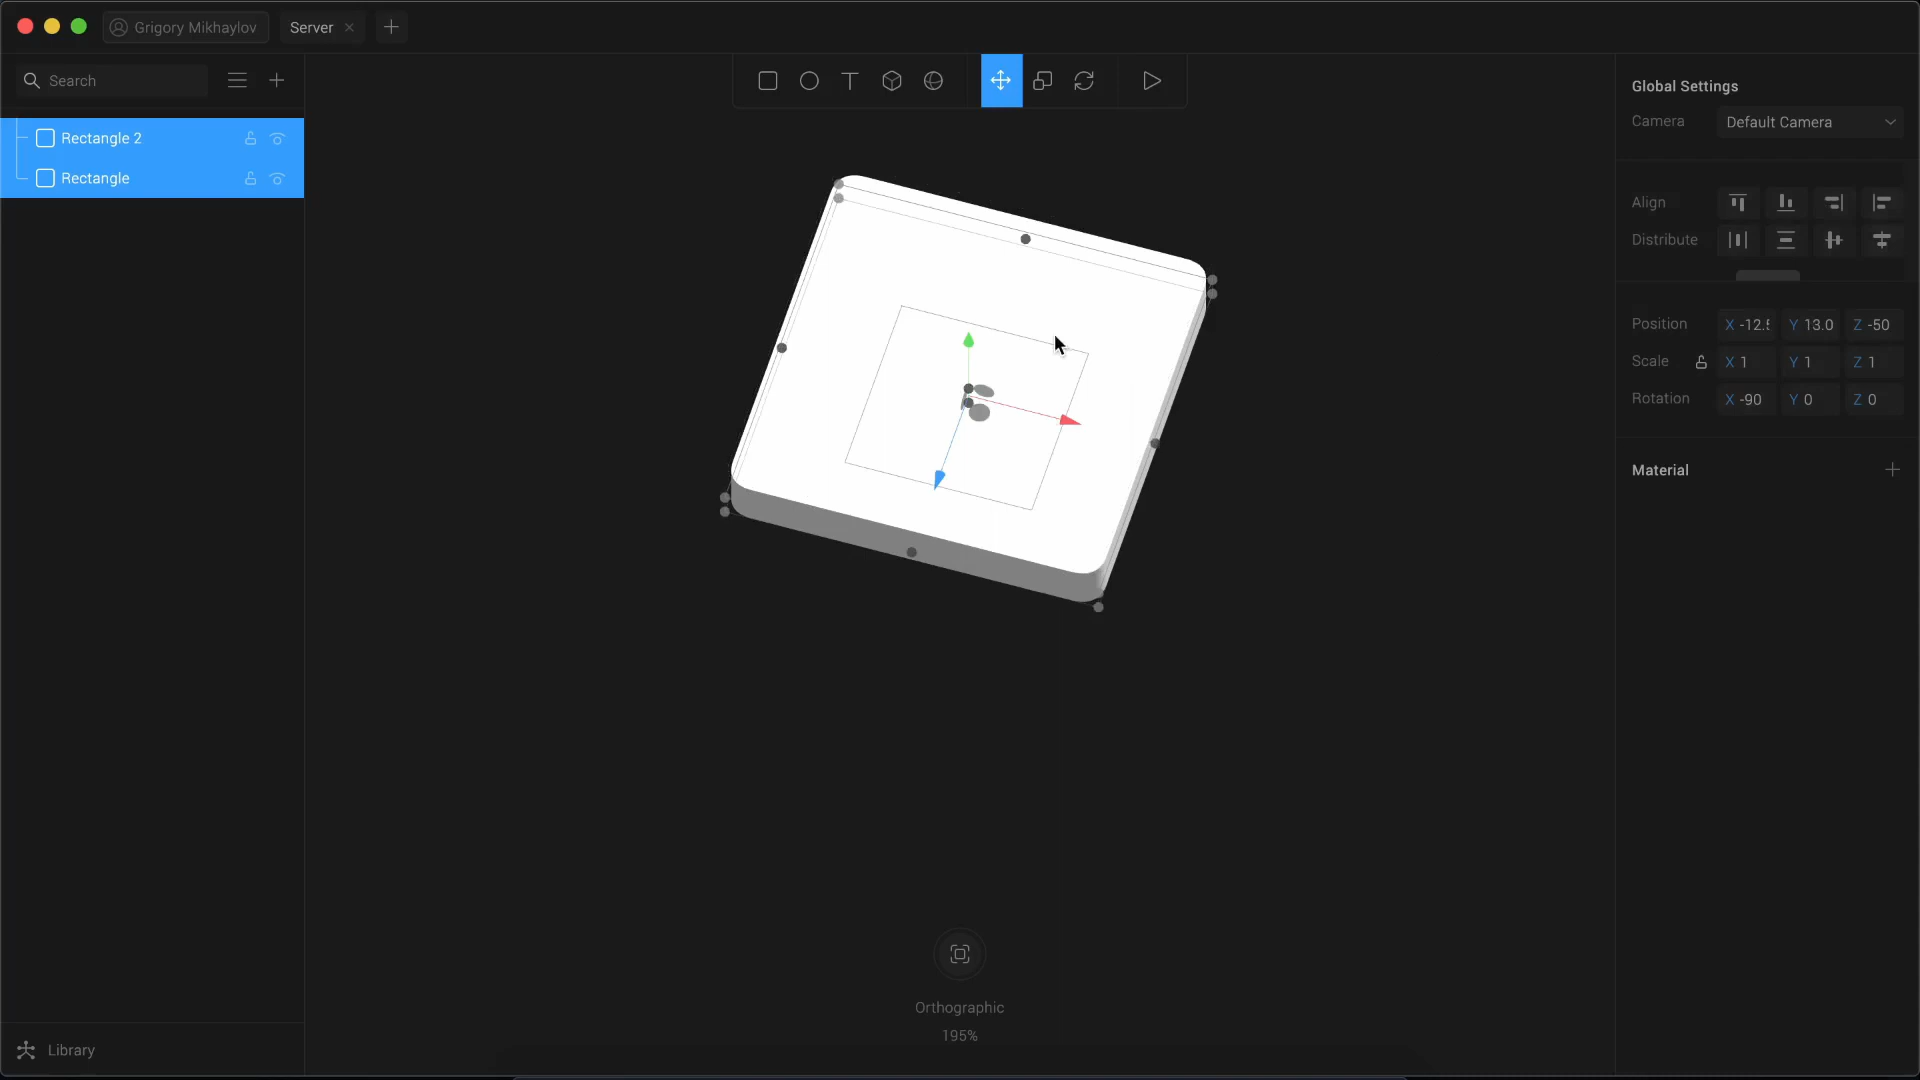 Grigory Mikhaylov
Server
Search
Rectangle 2
Rectangle
Library
Orthographic
195%
Global Settings
Camera Default Camera
Align
Distribute
Position X -12.5 Y 13.0 Z -50
Scale X 1 Y 1 Z 1
Rotation X -90 Y 0 Z 0
Material